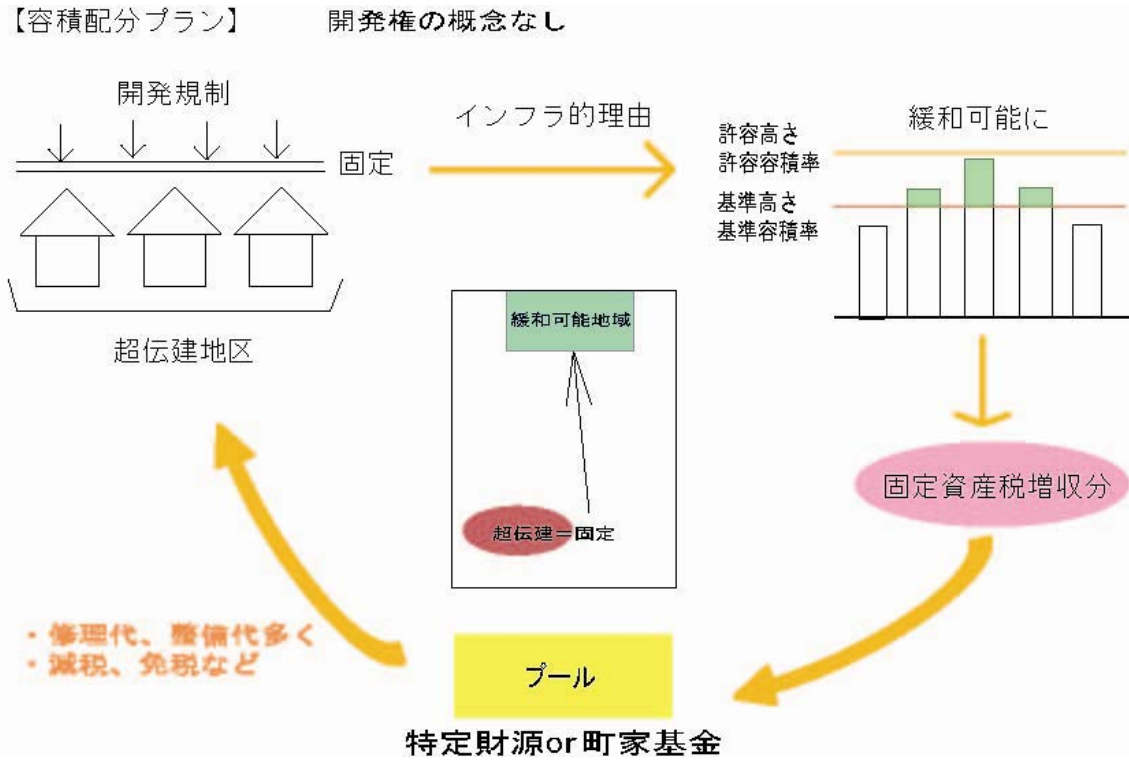 【容積配分プラン】 開発権の概念なし
開発規制
固定
超伝建地区
インフラ的理由
緩和可能に
許容高さ
許容容積率
基準高さ
基準容積率
緩和可能地域
超伝建=固定
固定資産税増収分
・修理代、整備代多く
・減税、免税など
プール
特定財源or町家基金